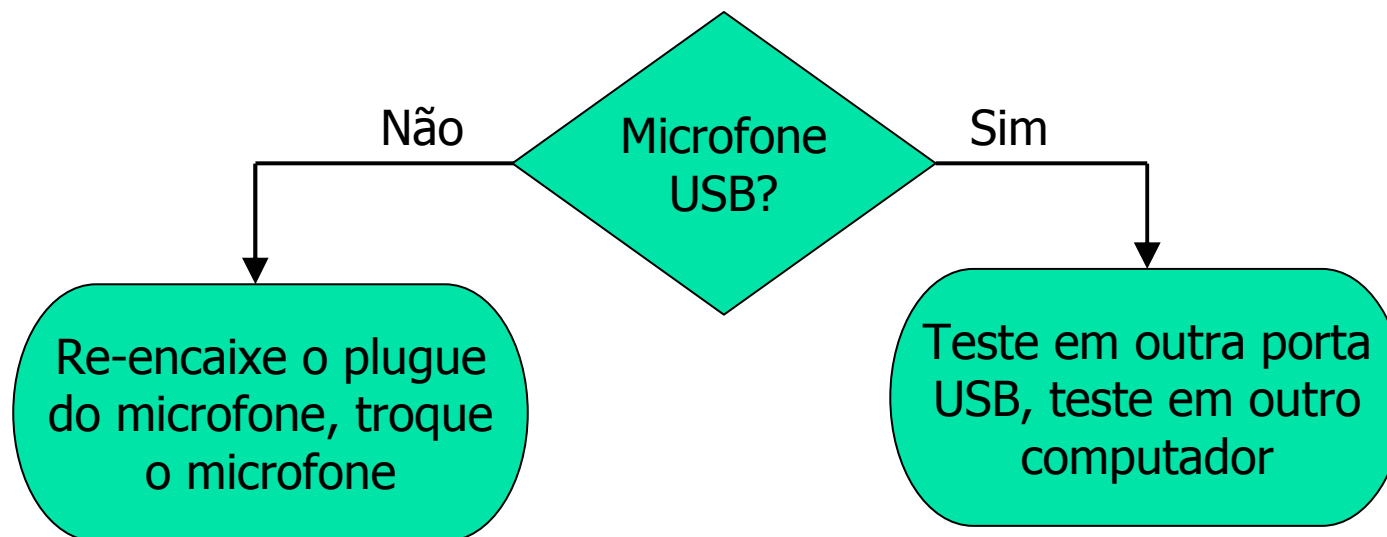 Não
Microfone
USB?
Sim
Re-encaixe o plugue
do microfone, troque
o microfone
Teste em outra porta
USB, teste em outro
computador